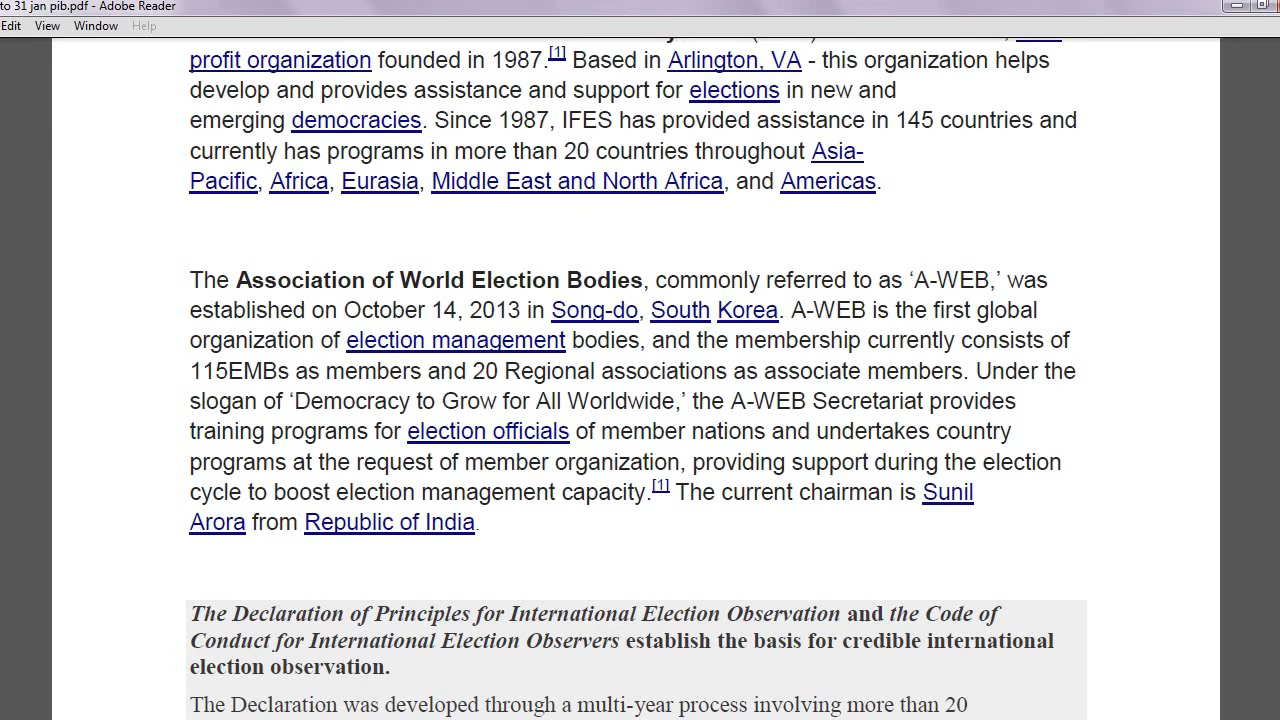 to 31 jan pib.pdf - Adobe Reader
Edit View Window Help
profit organization founded in 1987.[1] Based in Arlington, VA - this organization helps
develop and provides assistance and support for elections in new and
emerging democracies. Since 1987, IFES has provided assistance in 145 countries and
currently has programs in more than 20 countries throughout Asia-
Pacific, Africa, Eurasia, Middle East and North Africa, and Americas.
The Association of World Election Bodies, commonly referred to as ‘A-WEB,’ was
established on October 14, 2013 in Song-do, South Korea. A-WEB is the first global
organization of election management bodies, and the membership currently consists of
115EMBs as members and 20 Regional associations as associate members. Under the
slogan of ‘Democracy to Grow for All Worldwide,’ the A-WEB Secretariat provides
training programs for election officials of member nations and undertakes country
programs at the request of member organization, providing support during the election
cycle to boost election management capacity.[1] The current chairman is Sunil
Arora from Republic of India.
The Declaration of Principles for International Election Observation and the Code of
Conduct for International Election Observers establish the basis for credible international
election observation.
The Declaration was developed through a multi-year process involving more than 20